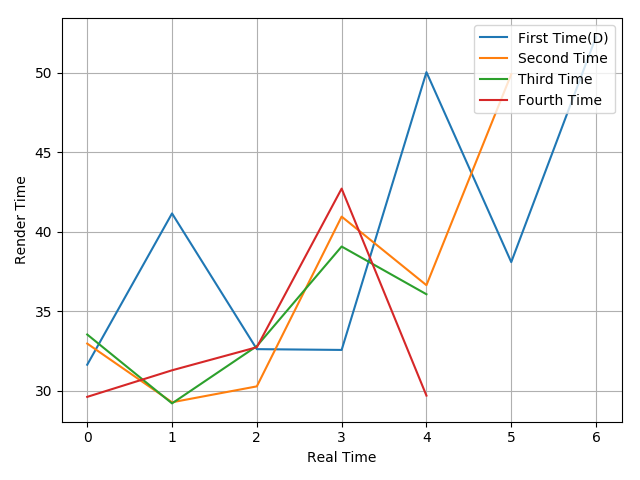 First Time(D)
Second Time
Third Time
Fourth Time
50
45
40
35
30
Render Time
0 1 2 3 4 5 6
Real Time